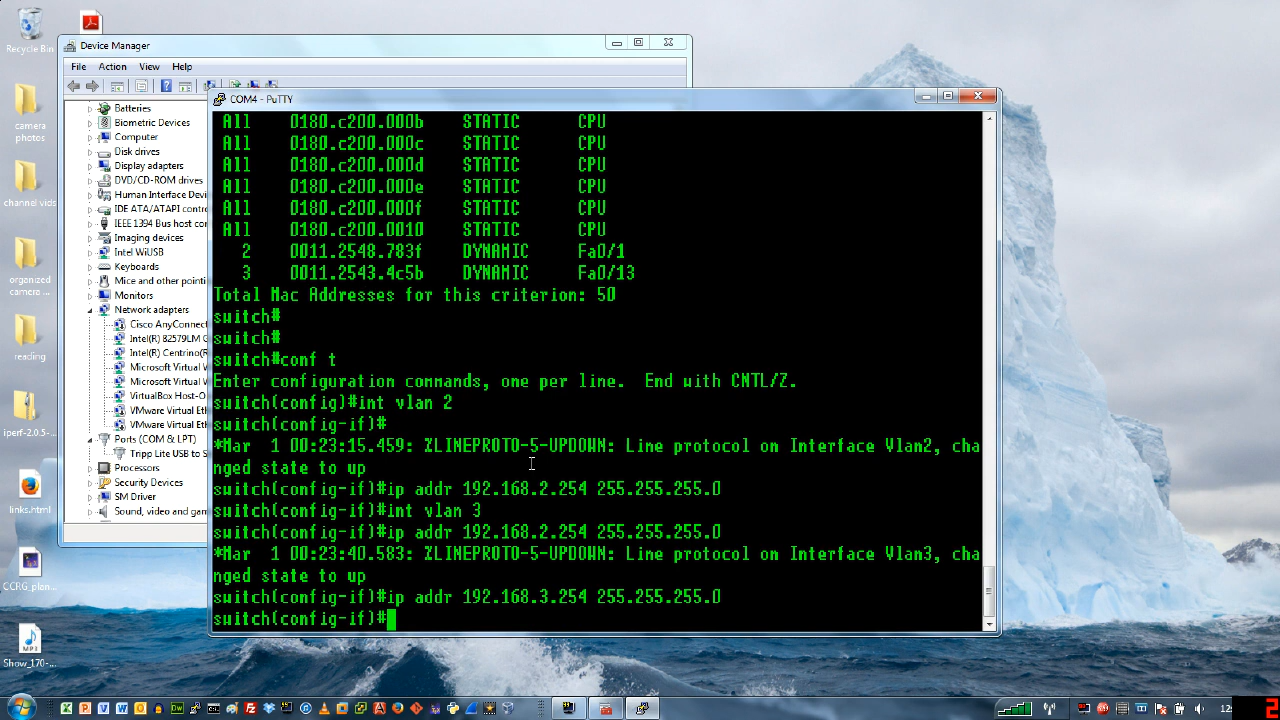 Recycle Bin
Device Manager
File Action View Help
Batteries
Biometric Devices
Computer
Disk drives
Display adapters
DVD/CD-ROM drives
Human Interface Devi
IDE ATA/ATAPI contro
IEEE 1394 Bus host co
Imaging devices
Intel WiUSB
Keyboards
Mice and other pointi
Monitors
Network adapters
Cisco AnyConnect
Intel(R) 82579LM G
Intel(R) Centrino(R)
Microsoft Virtual V
Microsoft Virtual V
VirtualBox Host-O
VMware Virtual Eth
VMware Virtual Eth
Ports (COM & LPT)
Tripp Lite USB to S
Processors
Security Devices
SM Driver
Sound, video and gam
COM4 - PuTTY
All 0180.c200.000b STATIC CPU
All 0180.c200.000c STATIC CPU
All 0180.c200.000d STATIC CPU
All 0180.c200.000e STATIC CPU
All 0180.c200.000f STATIC CPU
All 0180.c200.0010 STATIC CPU
2 0011.2548.783f DYNAMIC Fa0/1
3 0011.2543.4c5b DYNAMIC Fa0/13
Total Mac Addresses for this criterion: 50
switch#
switch#
switch#conf t
Enter configuration commands, one per line. End with CNTL/Z.
switch(config)#int vlan 2
switch(config-if)#
*Mar 1 00:23:15.459: %LINEPROTO-5-UPDOWN: Line protocol on Interface Vlan2, cha
nged state to up
switch(config-if)#ip addr 192.168.2.254 255.255.255.0
switch(config-if)#int vlan 3
switch(config-if)#ip addr 192.168.2.254 255.255.255.0
*Mar 1 00:23:40.583: %LINEPROTO-5-UPDOWN: Line protocol on Interface Vlan3, cha
nged state to up
switch(config-if)#ip addr 192.168.3.254 255.255.255.0
switch(config-if)#
camera
photos
channel vids
organized
camera ...
reading
iperf-2.0.5-...
links.html
CCRG_plan...
MP3
Show_170-...
12:
2